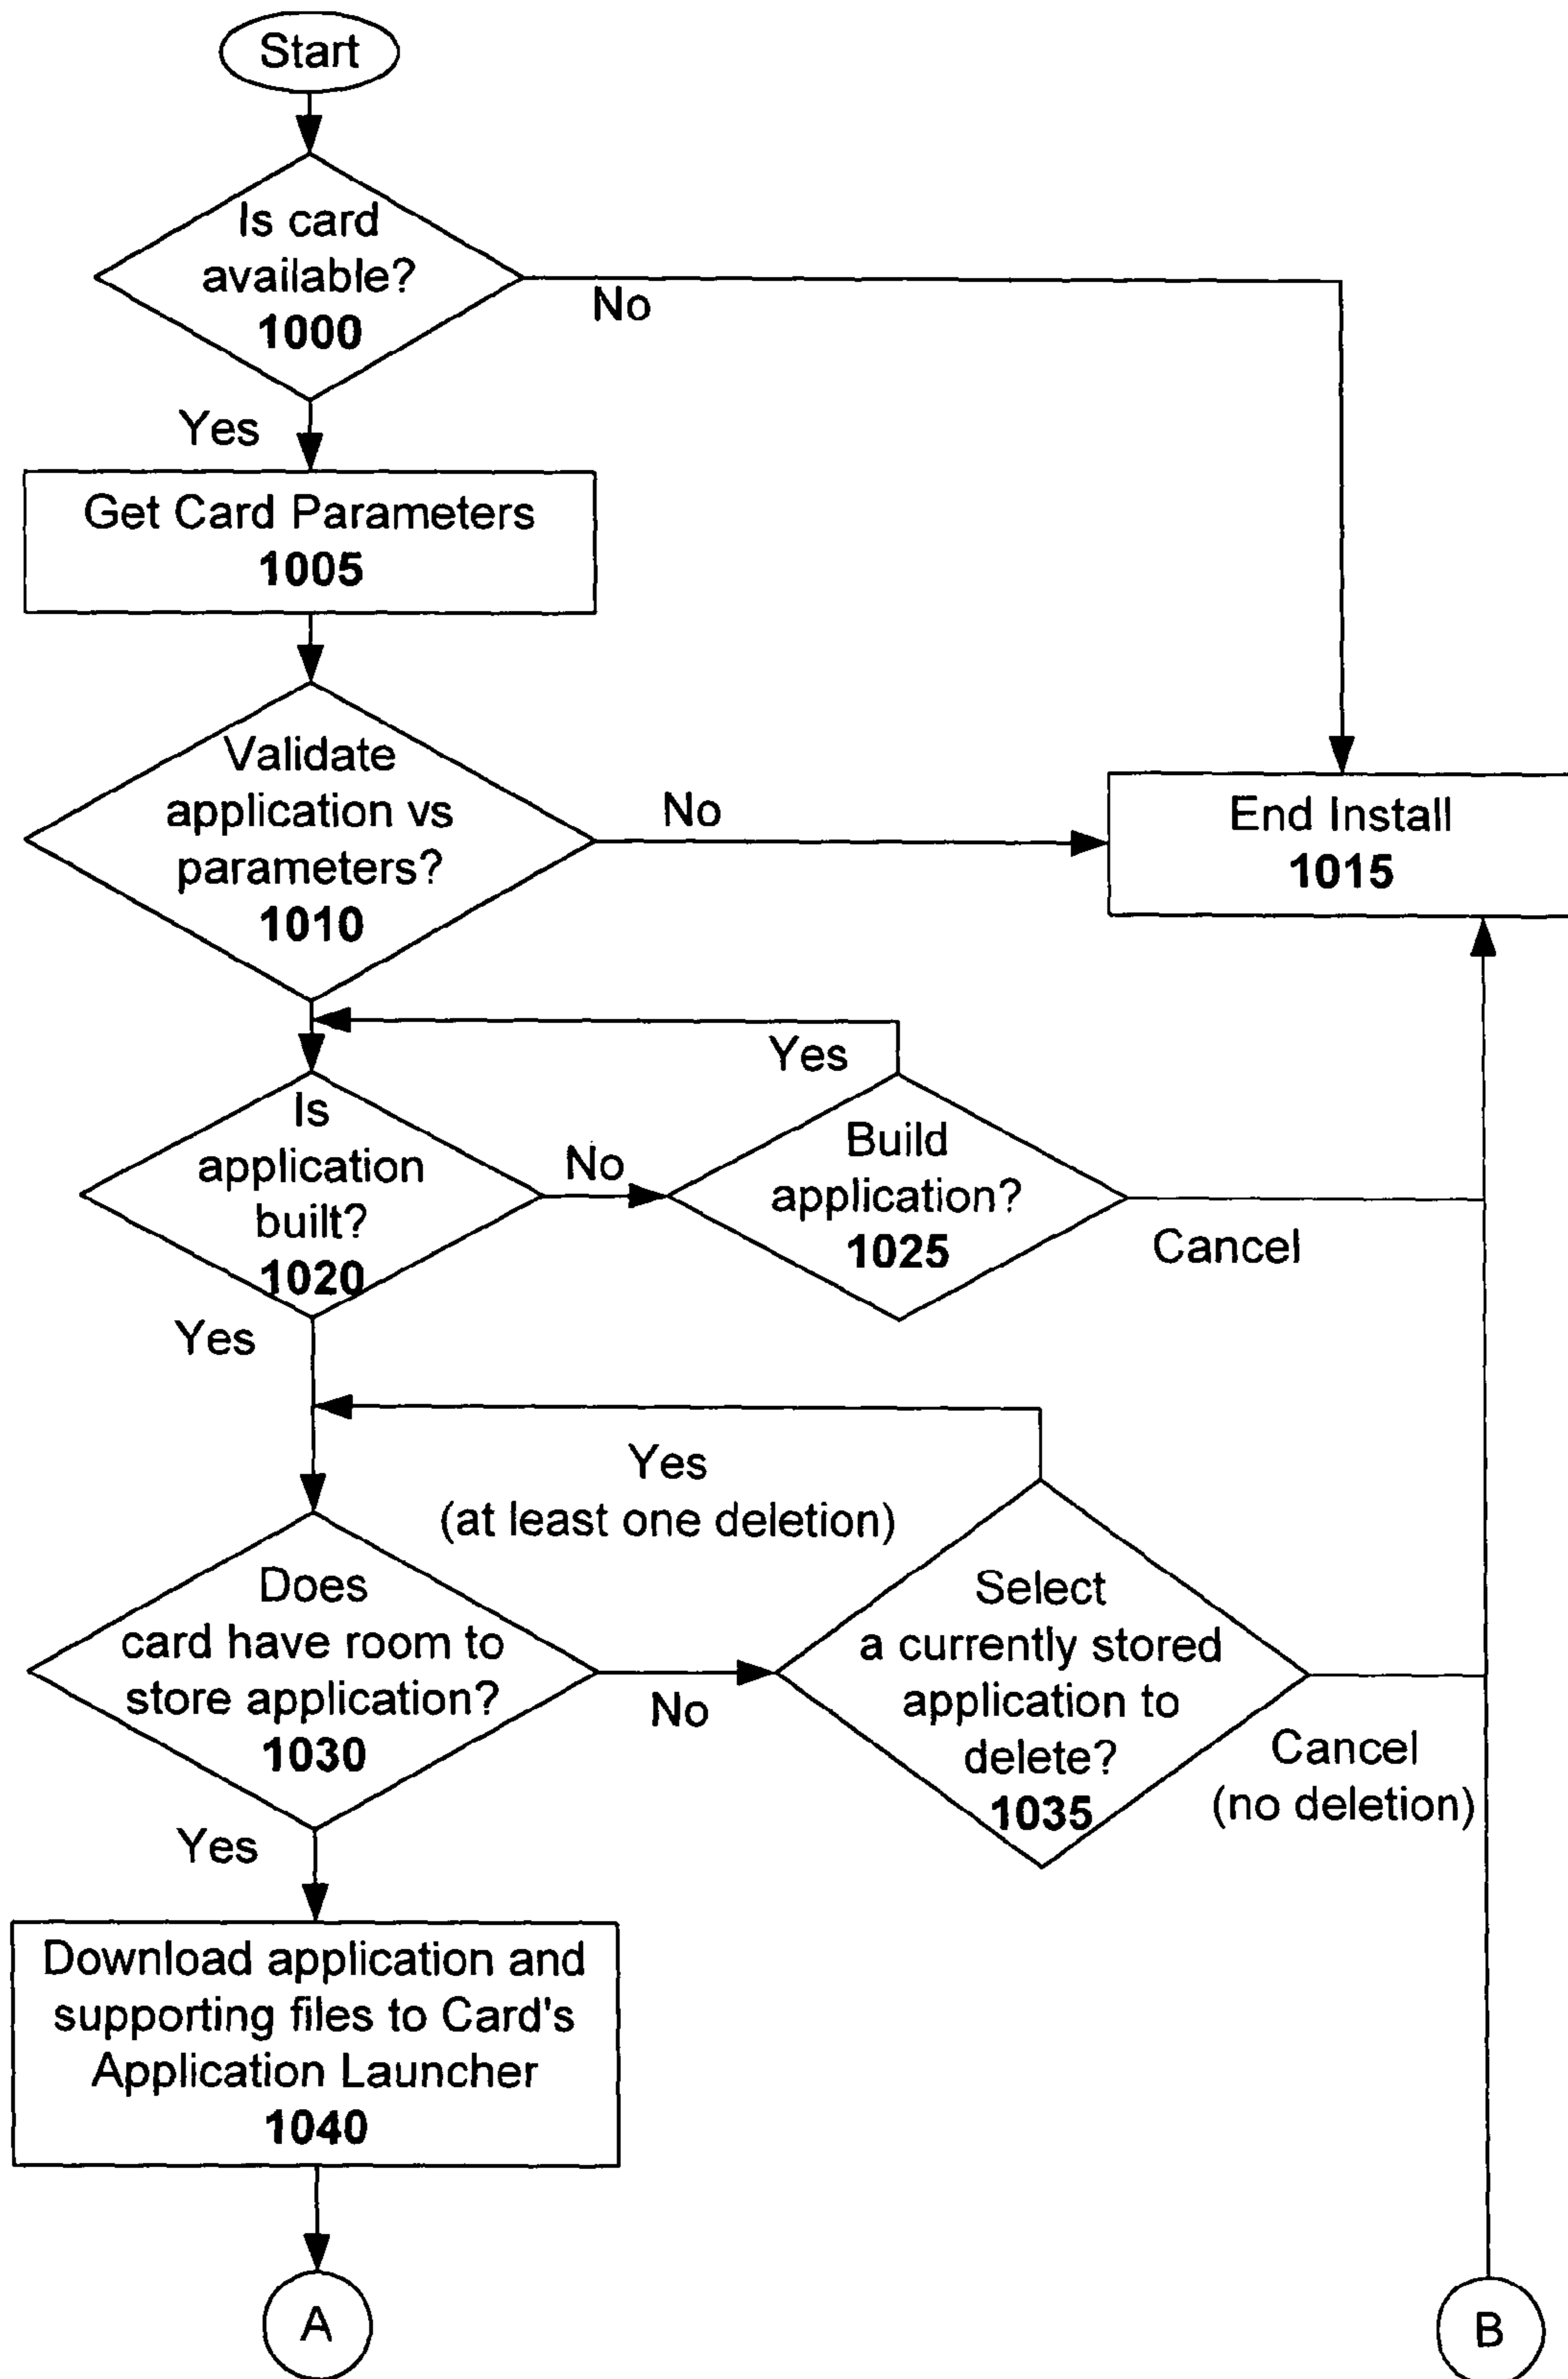 Start
Is card
available?
1000
No
Yes
Get Card Parameters
1005
Validate
application vs
parameters?
1010
No
End Install
1015
Yes
Is
application
built?
1020
No
Build
application?
1025
Cancel
Yes
Yes
(at least one deletion)
Does
card have room to
store application?
1030
No
Select
a currently stored
application to
delete?
1035
Cancel
(no deletion)
Yes
Download application and
supporting files to Card's
Application Launcher
1040
A
B